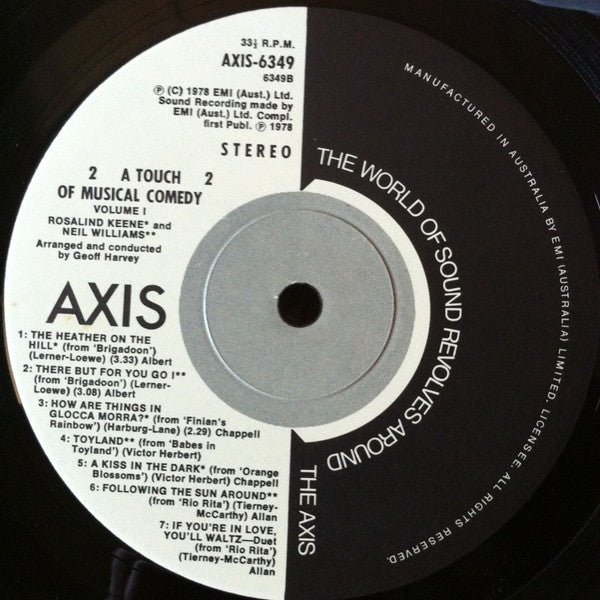 33⅓ R.P.M.
AXIS-6349
6349B
Ⓟ (C) 1978 EMI (Aust.) Ltd.
Sound Recording made by
EMI (Aust.) Ltd. Compl.
first Publ. Ⓟ 1978
STEREO
2 A TOUCH 2
OF MUSICAL COMEDY
VOLUME I
ROSALIND KEENE* and
NEIL WILLIAMS**
Arranged and conducted
by Geoff Harvey
AXIS
1: THE HEATHER ON THE
HILL* (from 'Brigadoon')
(Lerner-Loewe) (3.33) Albert
2: THERE BUT FOR YOU GO I**
(from 'Brigadoon') (Lerner-
Loewe) (3.08) Albert
3: HOW ARE THINGS IN
GLOCCA MORRA?* (from 'Finian's
Rainbow') (Harburg-Lane) (2.29) Chappell
4: TOYLAND** (from 'Babes in
Toyland') (Victor Herbert)
5: A KISS IN THE DARK* (from 'Orange
Blossoms') (Victor Herbert) Chappell
6: FOLLOWING THE SUN AROUND**
(from 'Rio Rita') (Tierney-
McCarthy) Allan
7: IF YOU'RE IN LOVE,
YOU'LL WALTZ—Duet
(from 'Rio Rita')
(Tierney-McCarthy)
Allan
THE WORLD OF SOUND REVOLVES AROUND
THE AXIS
MANUFACTURED IN AUSTRALIA BY EMI (AUSTRALIA) LIMITED, LICENSEE. ALL RIGHTS RESERVED.